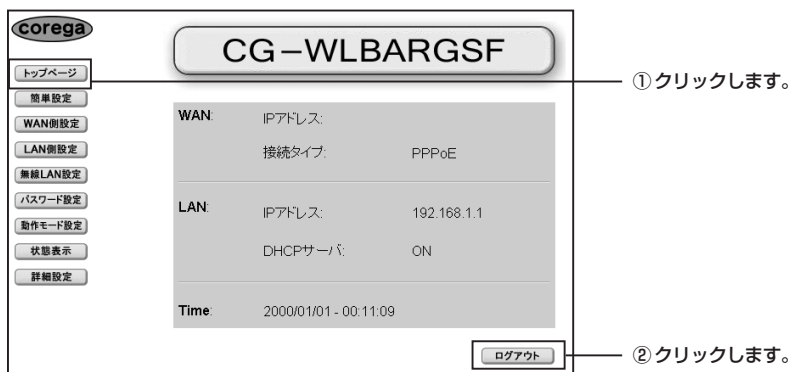 corega
CG−WLBARGSF
トップページ
①クリックします。
簡単設定
WAN側設定
LAN側設定
無線LAN設定
パスワード設定
動作モード設定
状態表示
詳細設定
WAN: IPアドレス:
接続タイプ: PPPoE
LAN: IPアドレス: 192.168.1.1
DHCPサーバ: ON
Time: 2000/01/01 - 00:11:09
ログアウト
②クリックします。